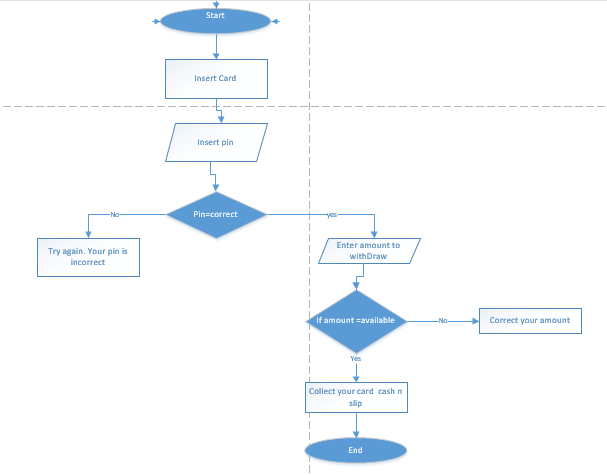 Start
Insert Card
Insert pin
Pin=correct
No
yes
Try again. Your pin is
incorrect
Enter amount to
withDraw
If amount =available
No
Correct your amount
Yes
Collect your card cash n
slip
End